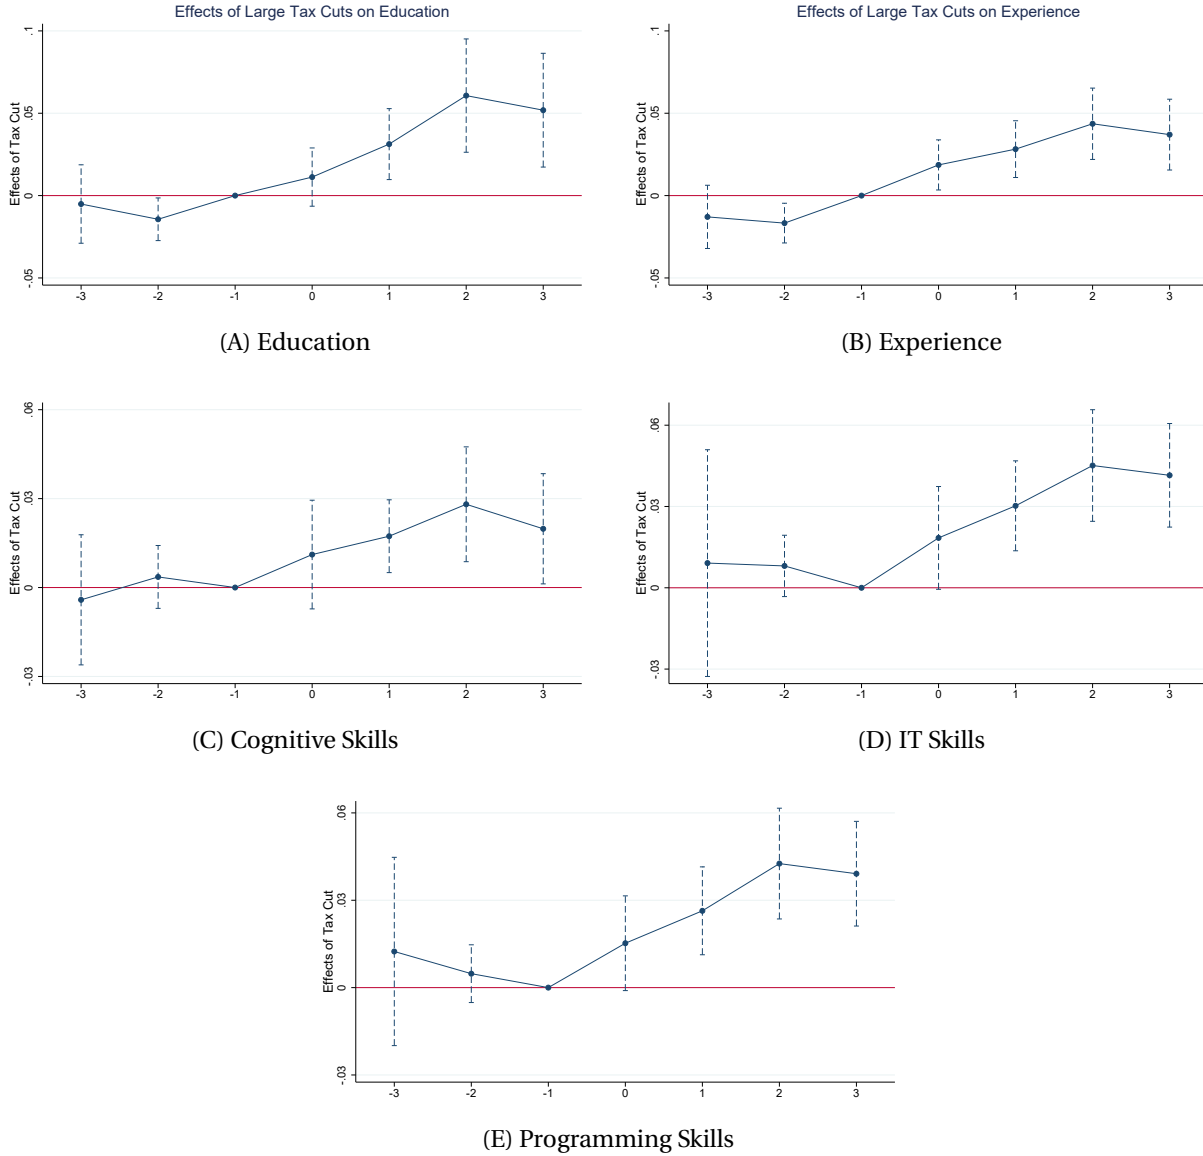 Effects of Large Tax Cuts on Education
Effects of Tax Cut
.1
.05
0
-.05
-3 -2 -1 0 1 2 3
(A) Education
Effects of Large Tax Cuts on Experience
Effects of Tax Cut
.1
.05
0
-.05
-3 -2 -1 0 1 2 3
(B) Experience
Effects of Tax Cut
.06
.03
0
-.03
-3 -2 -1 0 1 2 3
(C) Cognitive Skills
Effects of Tax Cut
.06
.03
0
-.03
-3 -2 -1 0 1 2 3
(D) IT Skills
Effects of Tax Cut
.06
.03
0
-.03
-3 -2 -1 0 1 2 3
(E) Programming Skills